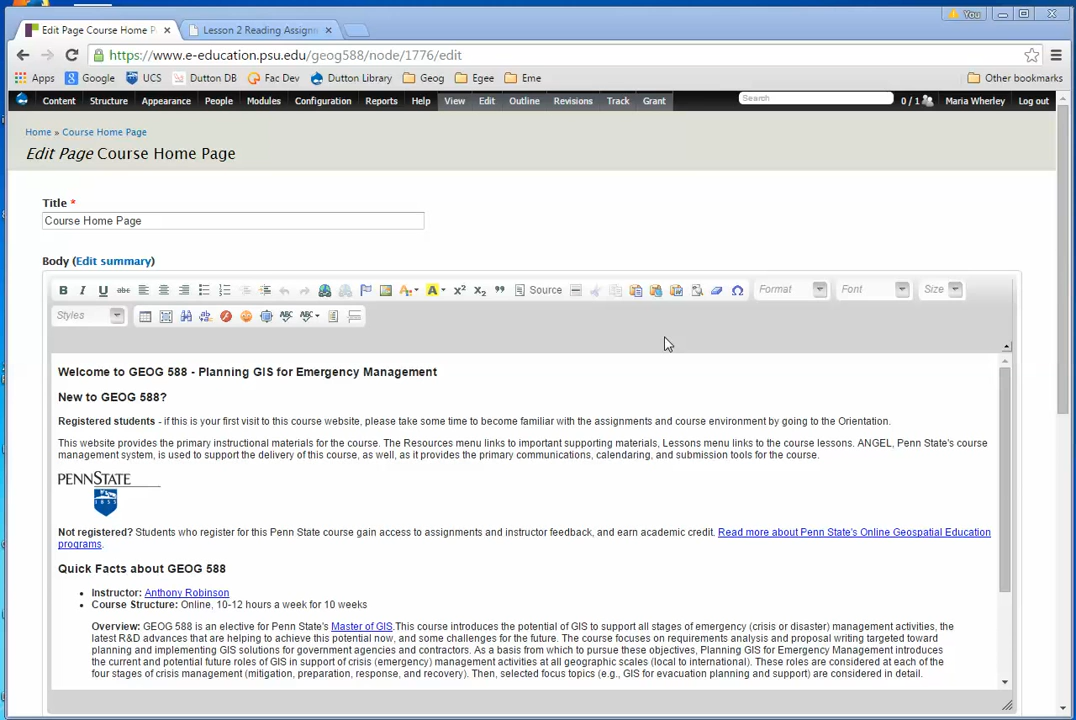 You
Edit Page Course Home P × Lesson 2 Reading Assignm ×
https://www.e-education.psu.edu/geog588/node/1776/edit
Apps Google UCS Dutton DB Fac Dev Dutton Library Geog Egee Eme Other bookmarks
Content Structure Appearance People Modules Configuration Reports Help View Edit Outline Revisions Track Grant Search 0 / 1 Maria Wherley Log out
Home » Course Home Page
Edit Page Course Home Page
Title *
Course Home Page
Body (Edit summary)
B I U abc A A x² x₂ Source Format Font Size
Styles ABC ABC
Welcome to GEOG 588 - Planning GIS for Emergency Management
New to GEOG 588?
Registered students - if this is your first visit to this course website, please take some time to become familiar with the assignments and course environment by going to the Orientation.
This website provides the primary instructional materials for the course. The Resources menu links to important supporting materials, Lessons menu links to the course lessons. ANGEL, Penn State's course
management system, is used to support the delivery of this course, as well, as it provides the primary communications, calendaring, and submission tools for the course.
PENNSTATE
1855
Not registered? Students who register for this Penn State course gain access to assignments and instructor feedback, and earn academic credit. Read more about Penn State's Online Geospatial Education
programs.
Quick Facts about GEOG 588
• Instructor: Anthony Robinson
• Course Structure: Online, 10-12 hours a week for 10 weeks
Overview: GEOG 588 is an elective for Penn State's Master of GIS.This course introduces the potential of GIS to support all stages of emergency (crisis or disaster) management activities, the
latest R&D advances that are helping to achieve this potential now, and some challenges for the future. The course focuses on requirements analysis and proposal writing targeted toward
planning and implementing GIS solutions for government agencies and contractors. As a basis from which to pursue these objectives, Planning GIS for Emergency Management introduces
the current and potential future roles of GIS in support of crisis (emergency) management activities at all geographic scales (local to international). These roles are considered at each of the
four stages of crisis management (mitigation, preparation, response, and recovery). Then, selected focus topics (e.g., GIS for evacuation planning and support) are considered in detail.